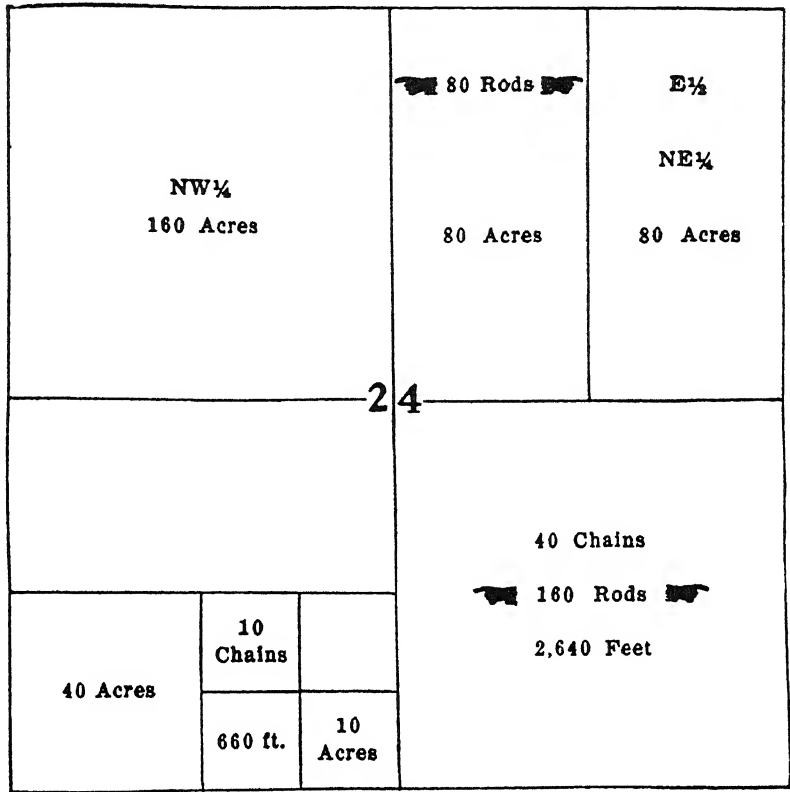 NW¼
160 Acres
80 Rods
80 Acres
E½
NE¼
80 Acres
24
40 Acres
10
Chains
660 ft.
10
Acres
40 Chains
160 Rods
2,640 Feet